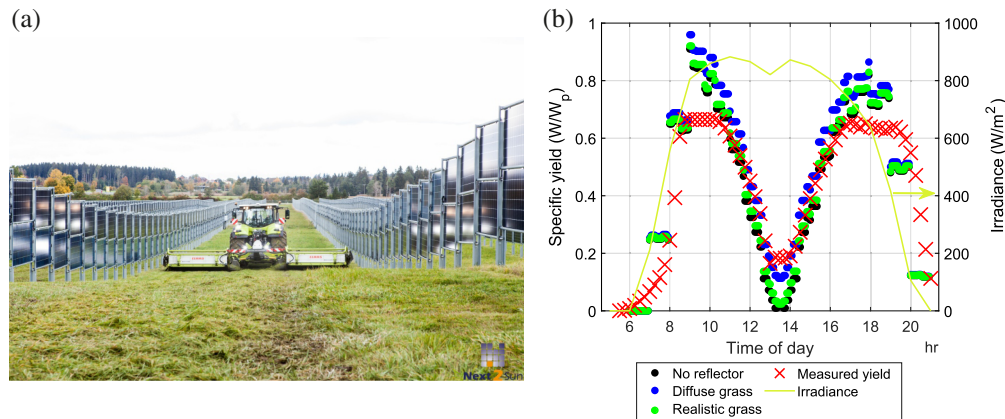 (a)
CLAAS
Next2Sun
(b)
Specific yield (W/Wp)
1
0.8
0.6
0.4
0.2
0
1000
800
600
400
200
0
Irradiance (W/m2)
6 8 10 12 14 16 18 20
Time of day
hr
No reflector
Diffuse grass
Realistic grass
Measured yield
Irradiance